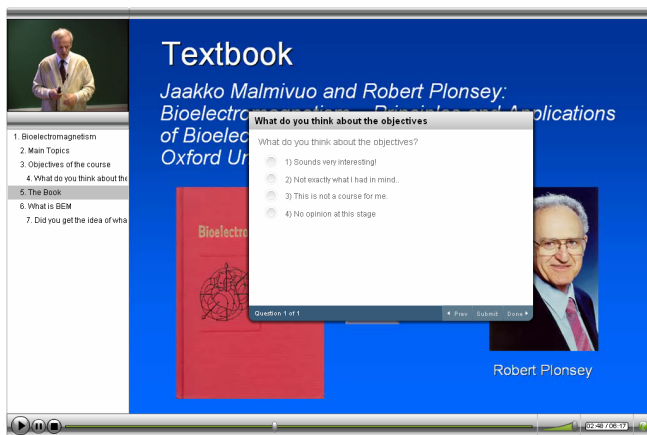 Textbook
Jaakko Malmivuo and Robert Plonsey:
Bioelectromagnetism - Principles and Applications
of Bioelec
Oxford Un
1. Bioelectromagnetism
2. Main Topics
3. Objectives of the course
4. What do you think about the
5. The Book
6. What is BEM
7. Did you get the idea of wha
What do you think about the objectives
What do you think about the objectives?
1) Sounds very interesting!
2) Not exactly what I had in mind..
3) This is not a course for me.
4) No opinion at this stage
Question 1 of 1
Prev Submit Done
Bioelectro
Robert Plonsey
02:48 / 06:17